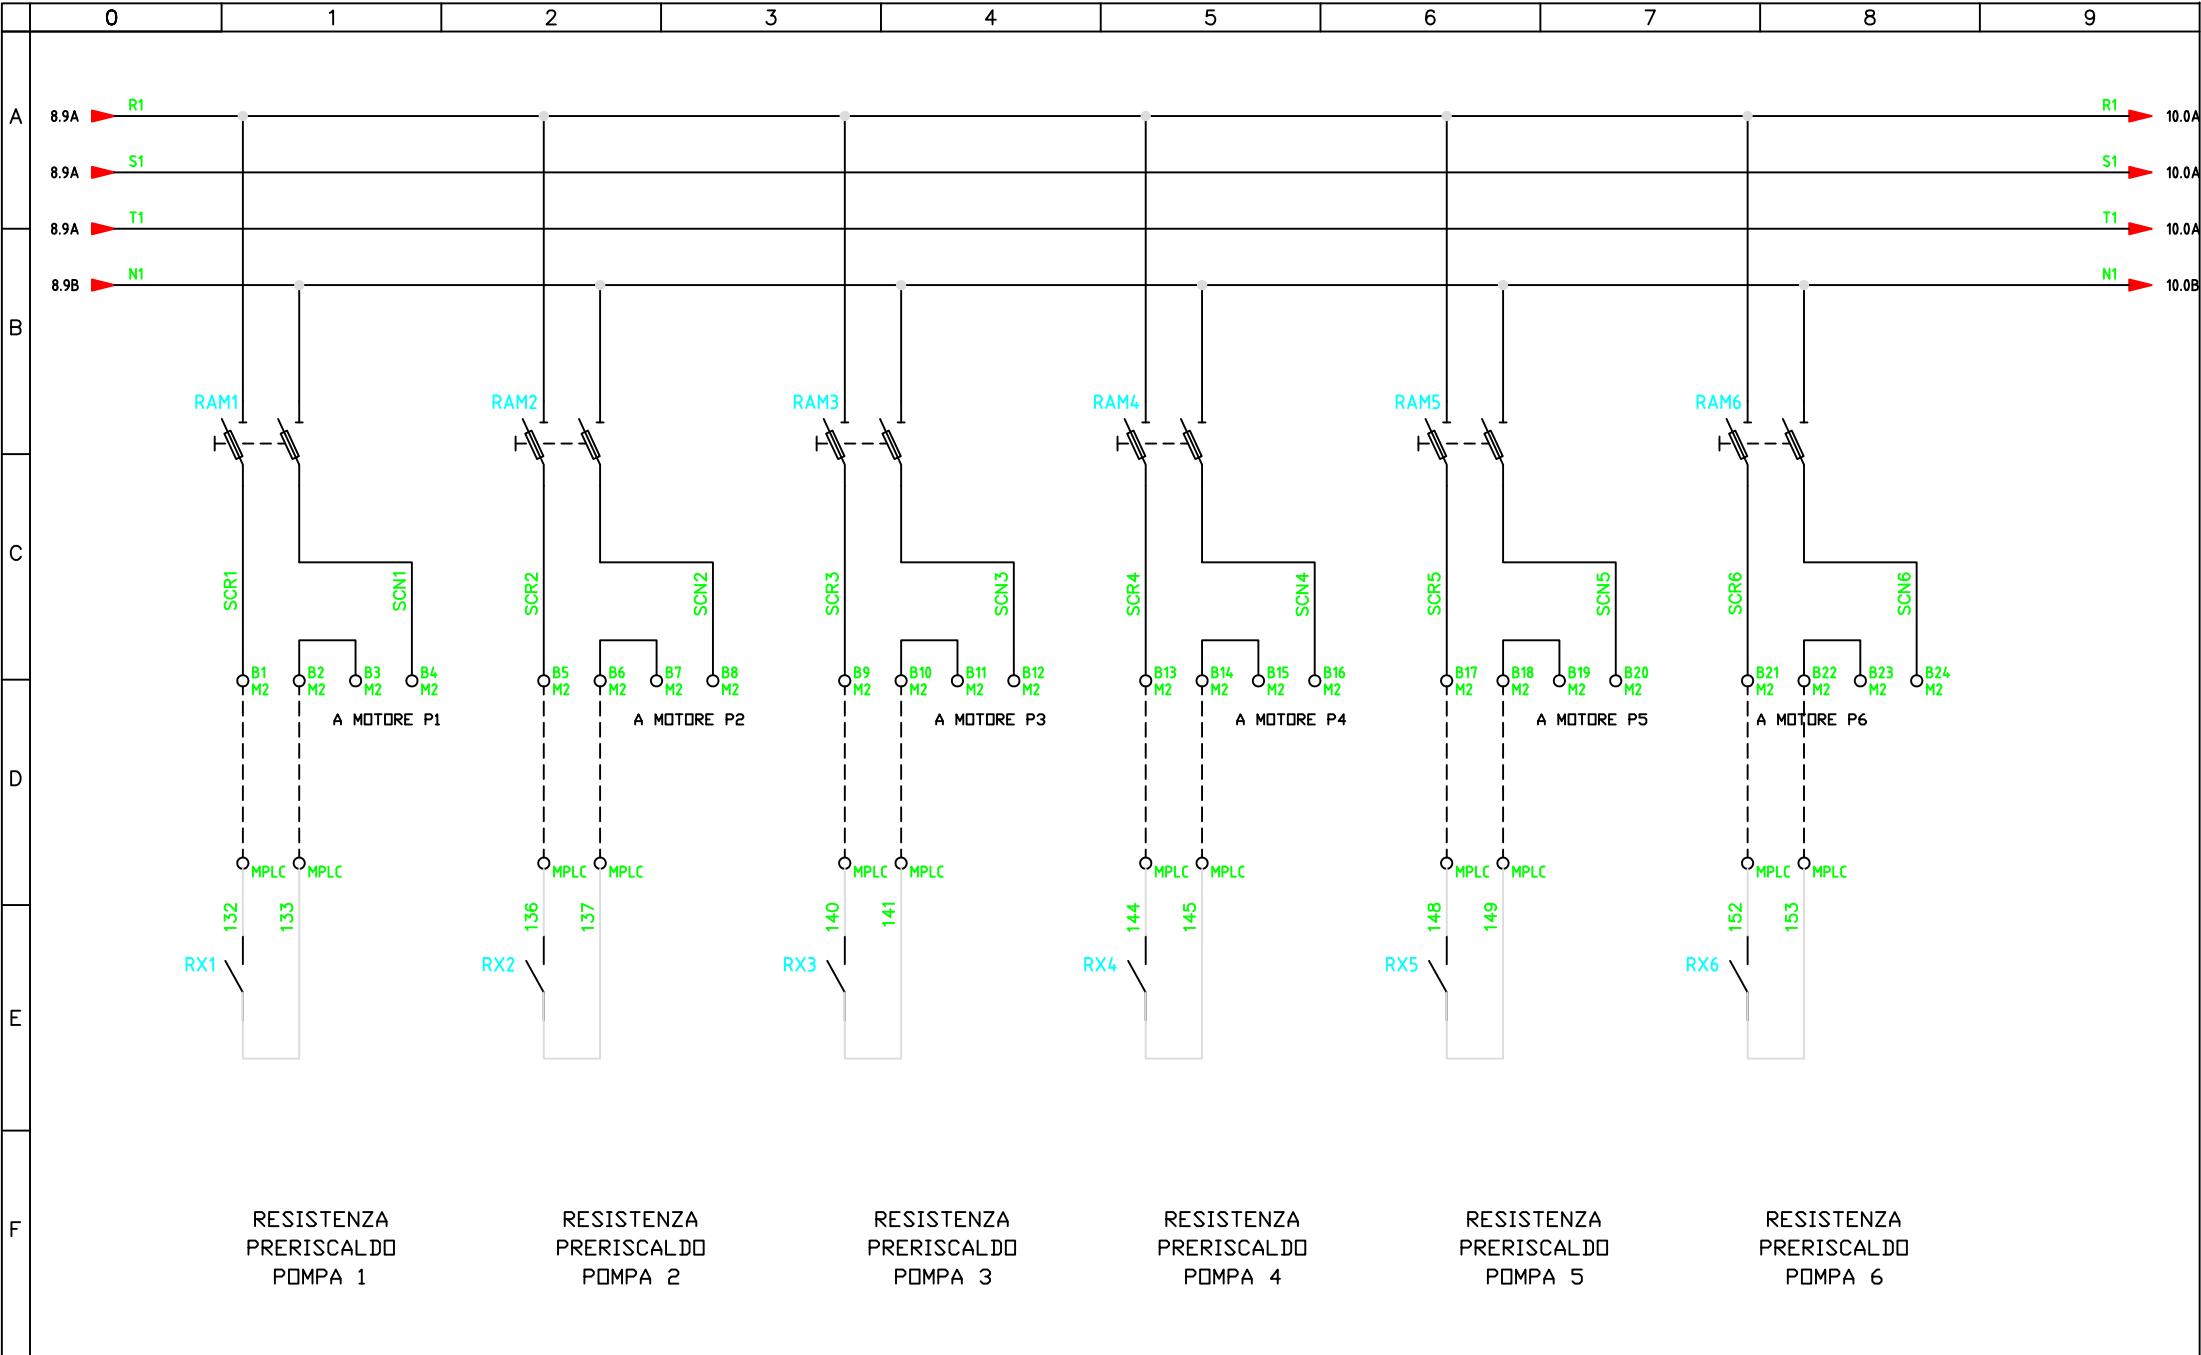 0 1 2 3 4 5 6 7 8 9
A
8.9A R1 R1 10.0A
8.9A S1 S1 10.0A
8.9A T1 T1 10.0A
8.9B N1 N1 10.0B
B
RAM1 RAM2 RAM3 RAM4 RAM5 RAM6
C
SCR1 SCN1 SCR2 SCN2 SCR3 SCN3 SCR4 SCN4 SCR5 SCN5 SCR6 SCN6
B1 B2 B3 B4 B5 B6 B7 B8 B9 B10 B11 B12 B13 B14 B15 B16 B17 B18 B19 B20 B21 B22 B23 B24
M2 M2 M2 M2 M2 M2 M2 M2 M2 M2 M2 M2 M2 M2 M2 M2 M2 M2 M2 M2 M2 M2 M2 M2
A MOTORE P1 A MOTORE P2 A MOTORE P3 A MOTORE P4 A MOTORE P5 A MOTORE P6
D
MPLC MPLC MPLC MPLC MPLC MPLC MPLC MPLC MPLC MPLC MPLC MPLC
132 133 136 137 140 141 144 145 148 149 152 153
RX1 RX2 RX3 RX4 RX5 RX6
E
F
RESISTENZA
PRERISCALDO
POMPA 1
RESISTENZA
PRERISCALDO
POMPA 2
RESISTENZA
PRERISCALDO
POMPA 3
RESISTENZA
PRERISCALDO
POMPA 4
RESISTENZA
PRERISCALDO
POMPA 5
RESISTENZA
PRERISCALDO
POMPA 6